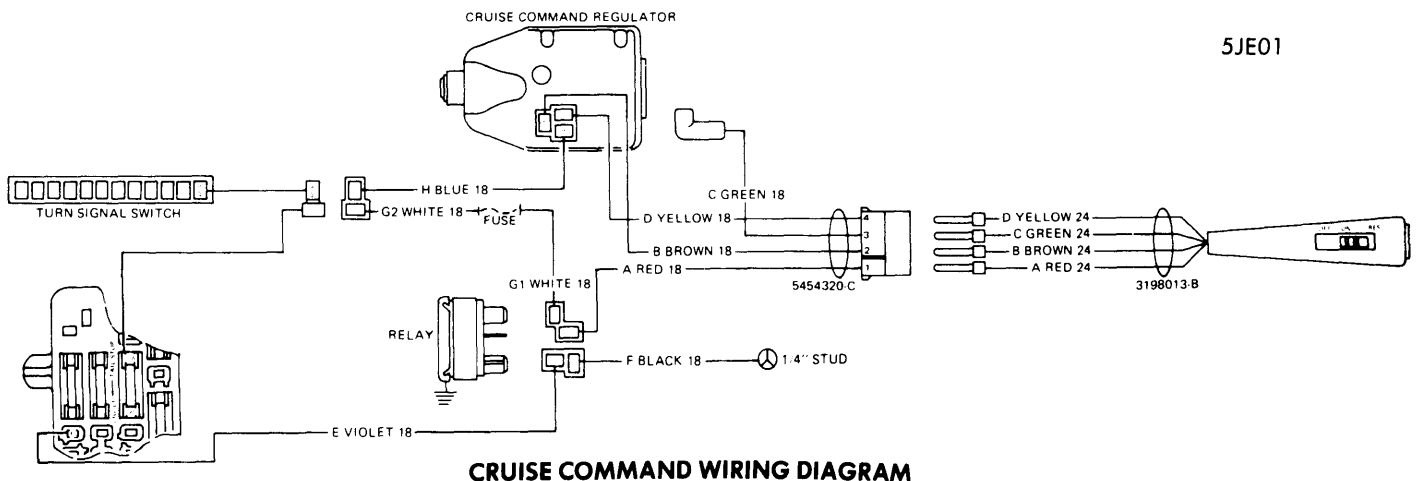 CRUISE COMMAND REGULATOR
5JE01
H BLUE 18
C GREEN 18
TURN SIGNAL SWITCH
G2 WHITE 18
FUSE
D YELLOW 18
4
3
2
1
D YELLOW 24
C GREEN 24
B BROWN 24
A RED 24
ON
RES
B BROWN 18
A RED 18
5454320-C
3198013-B
G1 WHITE 18
RELAY
F BLACK 18
1/4" STUD
E VIOLET 18
CRUISE COMMAND WIRING DIAGRAM